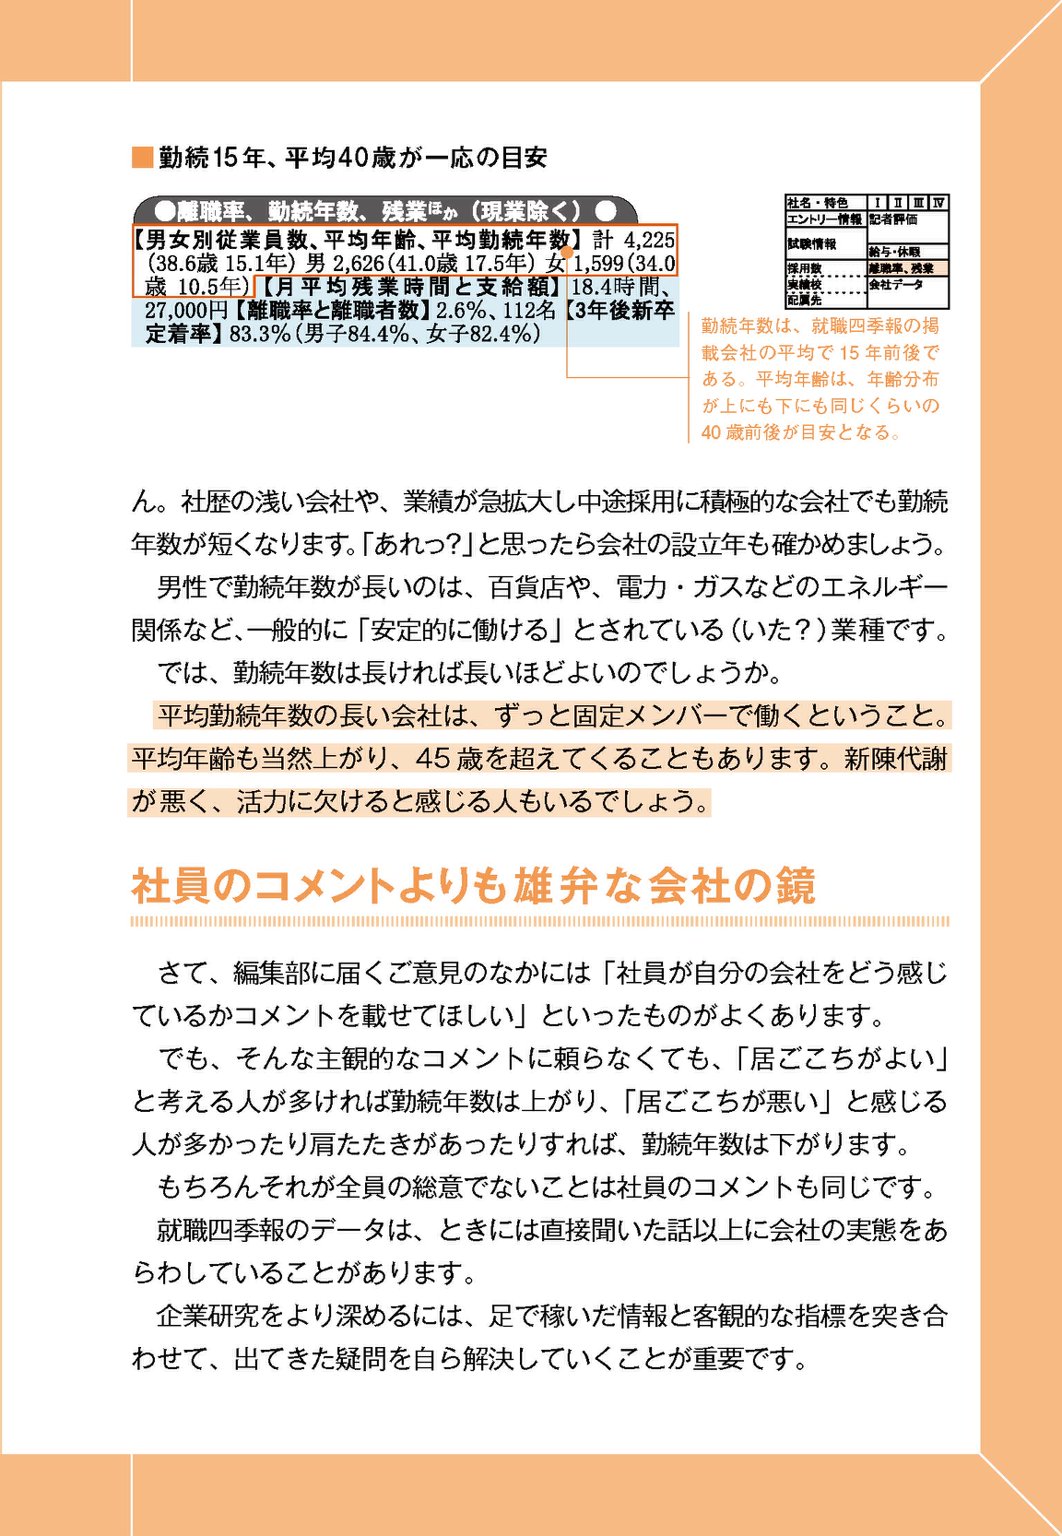 ■勤続15年、平均40歳が一応の目安
●離職率、勤続年数、残業ほか（現業除く）●
【男女別従業員数、平均年齢、平均勤続年数】計 4,225
（38.6歳 15.1年）男 2,626（41.0歳 17.5年）女 1,599（34.0
歳 10.5年）【月平均残業時間と支給額】18.4時間、
27,000円【離職率と離職者数】2.6%、112名【3年後新卒
定着率】83.3%（男子84.4%、女子82.4%）
社名・特色 Ⅰ Ⅱ Ⅲ Ⅳ
エントリー情報 記者評価
試験情報
給与・休暇
採用数 離職率、残業
実績校 会社データ
配属先
勤続年数は、就職四季報の掲
載会社の平均で 15 年前後で
ある。平均年齢は、年齢分布
が上にも下にも同じくらいの
40 歳前後が目安となる。
ん。社歴の浅い会社や、業績が急拡大し中途採用に積極的な会社でも勤続
年数が短くなります。「あれっ?」と思ったら会社の設立年も確かめましょう。
男性で勤続年数が長いのは、百貨店や、電力・ガスなどのエネルギー
関係など、一般的に「安定的に働ける」とされている（いた？）業種です。
では、勤続年数は長ければ長いほどよいのでしょうか。
平均勤続年数の長い会社は、ずっと固定メンバーで働くということ。
平均年齢も当然上がり、45 歳を超えてくることもあります。新陳代謝
が悪く、活力に欠けると感じる人もいるでしょう。
社員のコメントよりも雄弁な会社の鏡
さて、編集部に届くご意見のなかには「社員が自分の会社をどう感じ
ているかコメントを載せてほしい」といったものがよくあります。
でも、そんな主観的なコメントに頼らなくても、「居ごこちがよい」
と考える人が多ければ勤続年数は上がり、「居ごこちが悪い」と感じる
人が多かったり肩たたきがあったりすれば、勤続年数は下がります。
もちろんそれが全員の総意でないことは社員のコメントも同じです。
就職四季報のデータは、ときには直接聞いた話以上に会社の実態をあ
らわしていることがあります。
企業研究をより深めるには、足で稼いだ情報と客観的な指標を突き合
わせて、出てきた疑問を自ら解決していくことが重要です。